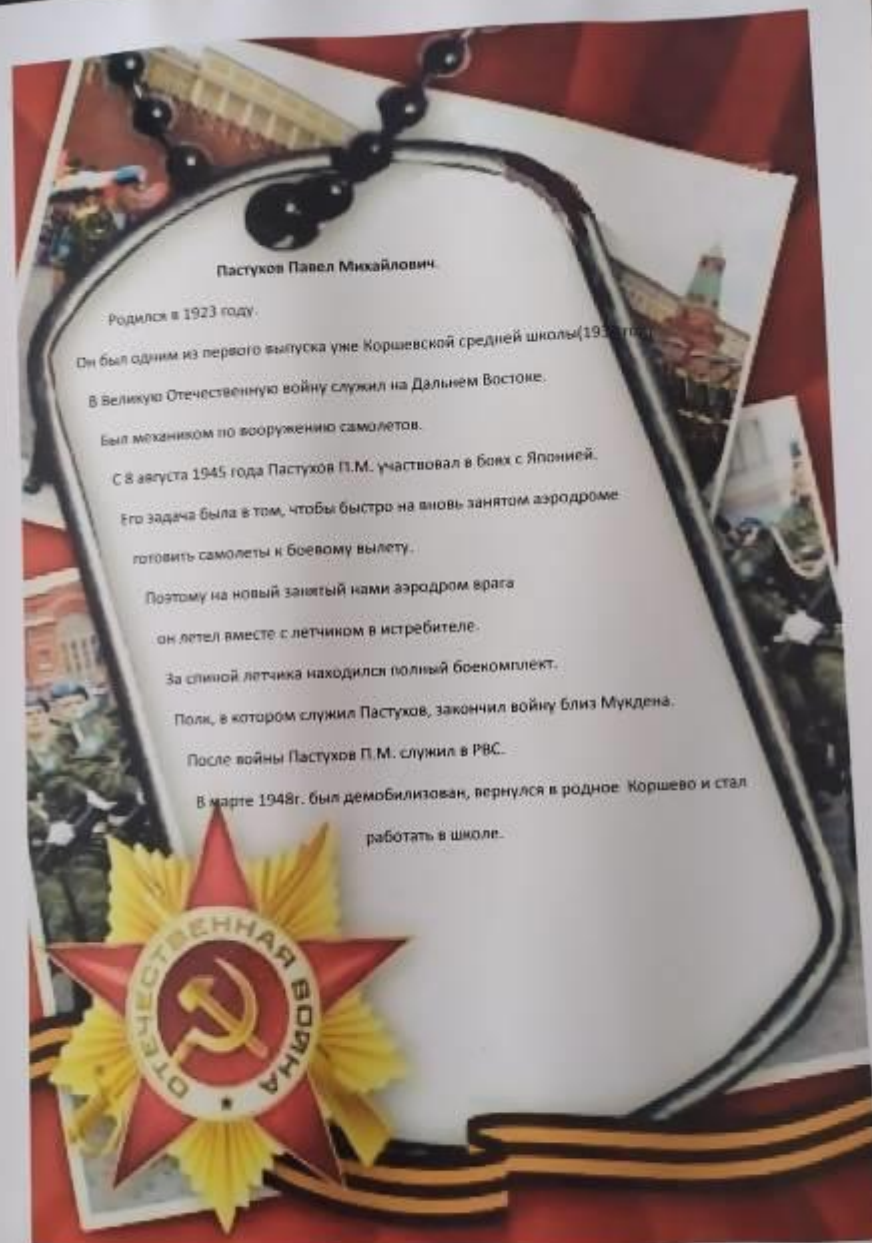 Пастухов Павел Михайлович.
Родился в 1923 году.
Он был одним из первого выпуска уже Коршевской средней школы
В Великую Отечественную войну служил на Дальнем Востоке.
Был механиком по вооружению самолетов.
С 8 августа 1945 года Пастухов П.М. участвовал в боях с Японией.
Его задача была в том, чтобы быстро на вновь занятом аэродроме
готовить самолеты к боевому вылету.
Поэтому на новый занятый нами аэродром врага
он летел вместе с летчиком в истребителе.
За спиной летчика находился полный боекомплект.
Полк, в котором служил Пастухов, закончил войну близ Мукдена.
После войны Пастухов П.М. служил в РВС.
В марте 1948г. был демобилизован, вернулся в родное Коршево и стал
работать в школе.
ОТЕЧЕСТВЕННАЯ ВОЙНА